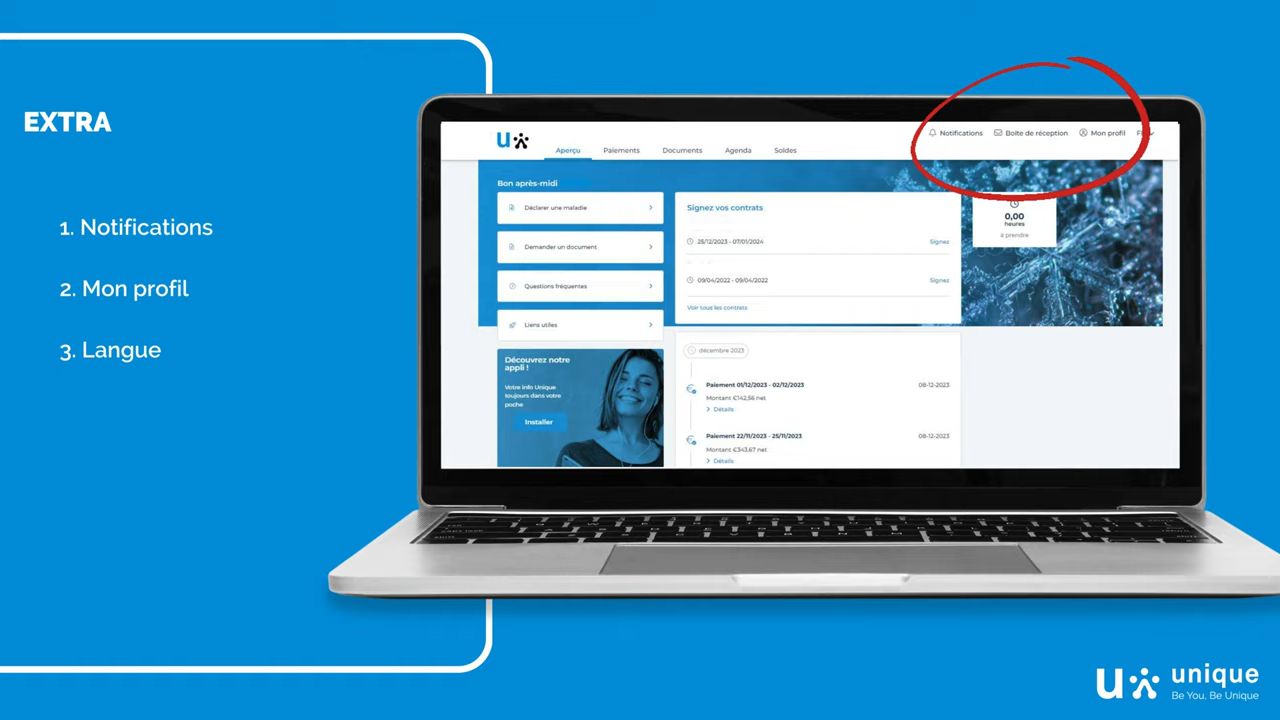 EXTRA
1. Notifications
2. Mon profil
3. Langue
u
Notifications
Boîte de réception
Mon profil
Aperçu
Paiements
Documents
Agenda
Soldes
Bon après-midi
Déclarer une maladie
Demander un document
Questions fréquentes
Liens utiles
Découvrez notre
appli !
Votre info Unique
toujours dans votre
poche
Installer
Signez vos contrats
25/12/2023 - 07/01/2024
Signez
09/04/2022 - 09/04/2022
Signez
Voir tous les contrats
0,00
heures
à prendre
décembre 2023
Paiement 01/12/2023 - 02/12/2023
08-12-2023
Montant €142,56 net
> Détails
Paiement 22/11/2023 - 25/11/2023
08-12-2023
Montant €343,67 net
> Détails
u unique
Be You, Be Unique